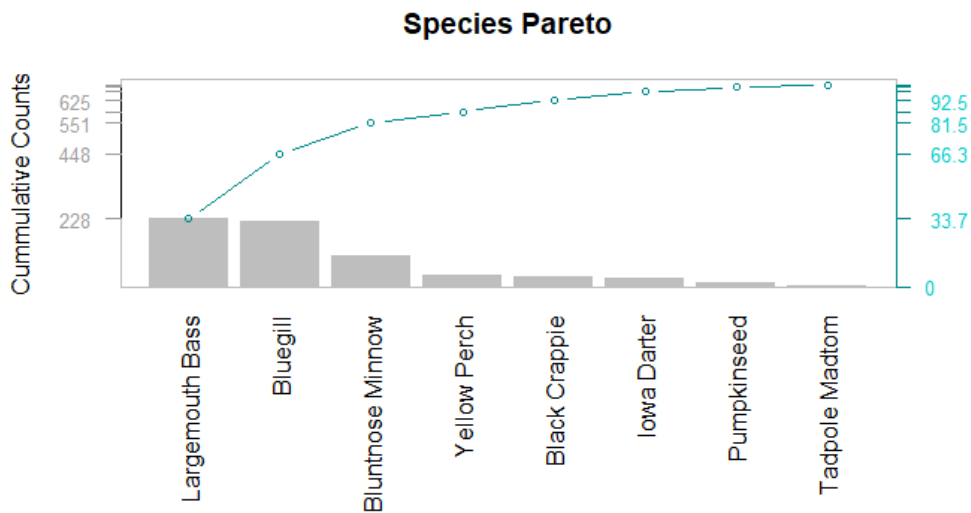 Species Pareto
Cummulative Counts
625
551
448
228
92.5
81.5
66.3
33.7
0
Largemouth Bass
Bluegill
Bluntnose Minnow
Yellow Perch
Black Crappie
Iowa Darter
Pumpkinseed
Tadpole Madtom